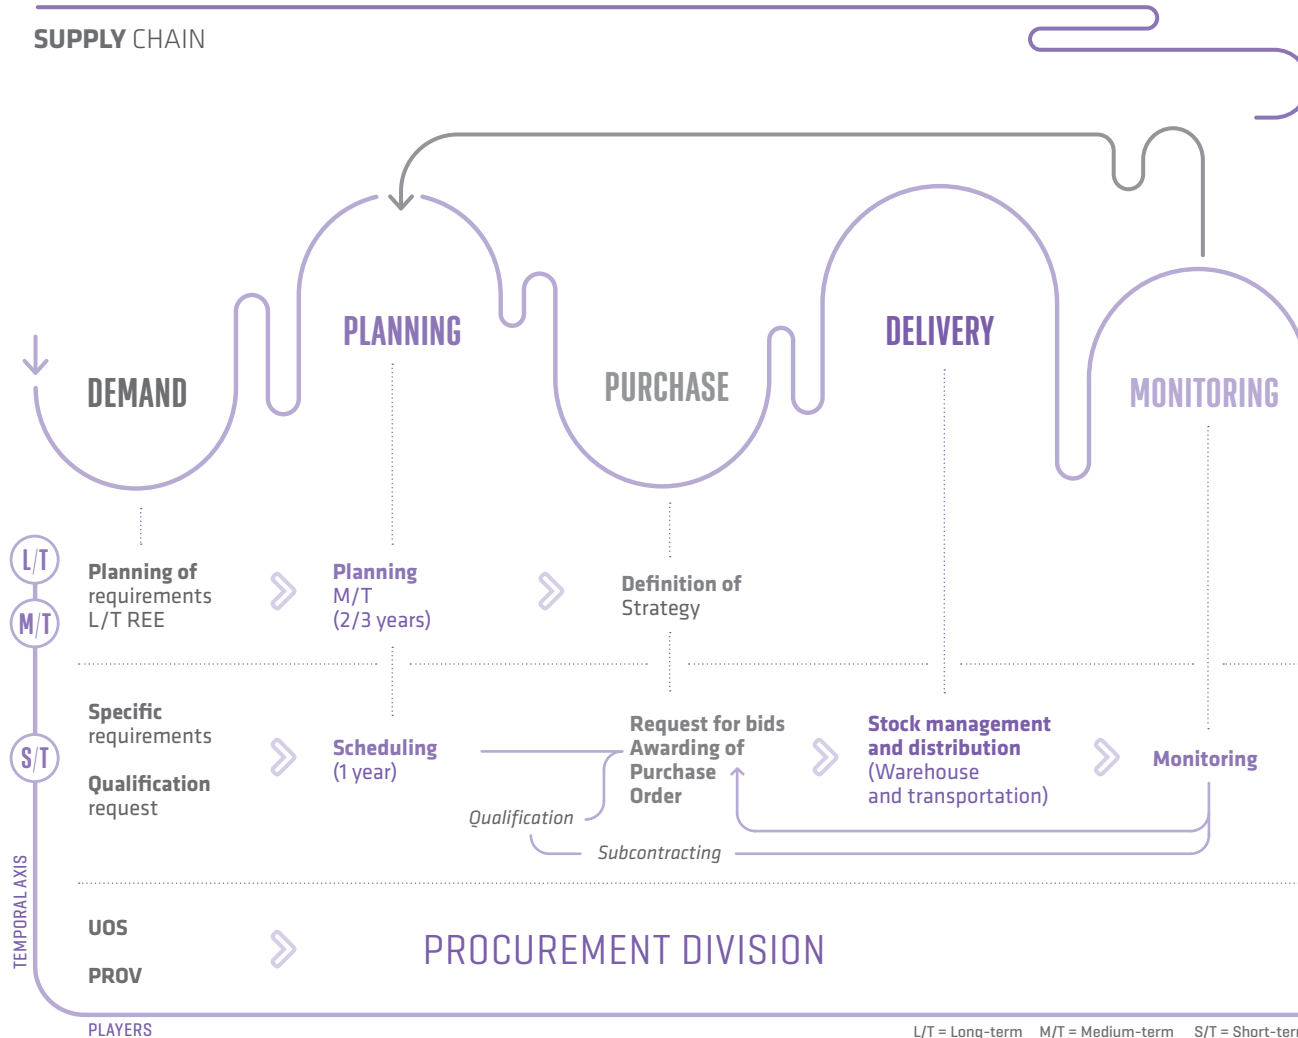 SUPPLY CHAIN
DEMAND
PLANNING
PURCHASE
DELIVERY
MONITORING
L/T
M/T
Planning of
requirements
L/T REE
Planning
M/T
(2/3 years)
Definition of
Strategy
S/T
Specific
requirements
Qualification
request
Scheduling
(1 year)
Request for bids
Awarding of
Purchase
Order
Stock management
and distribution
(Warehouse
and transportation)
Monitoring
Qualification
Subcontracting
TEMPORAL AXIS
UOS
PROV
PROCUREMENT DIVISION
PLAYERS
L/T = Long-term M/T = Medium-term S/T = Short-term